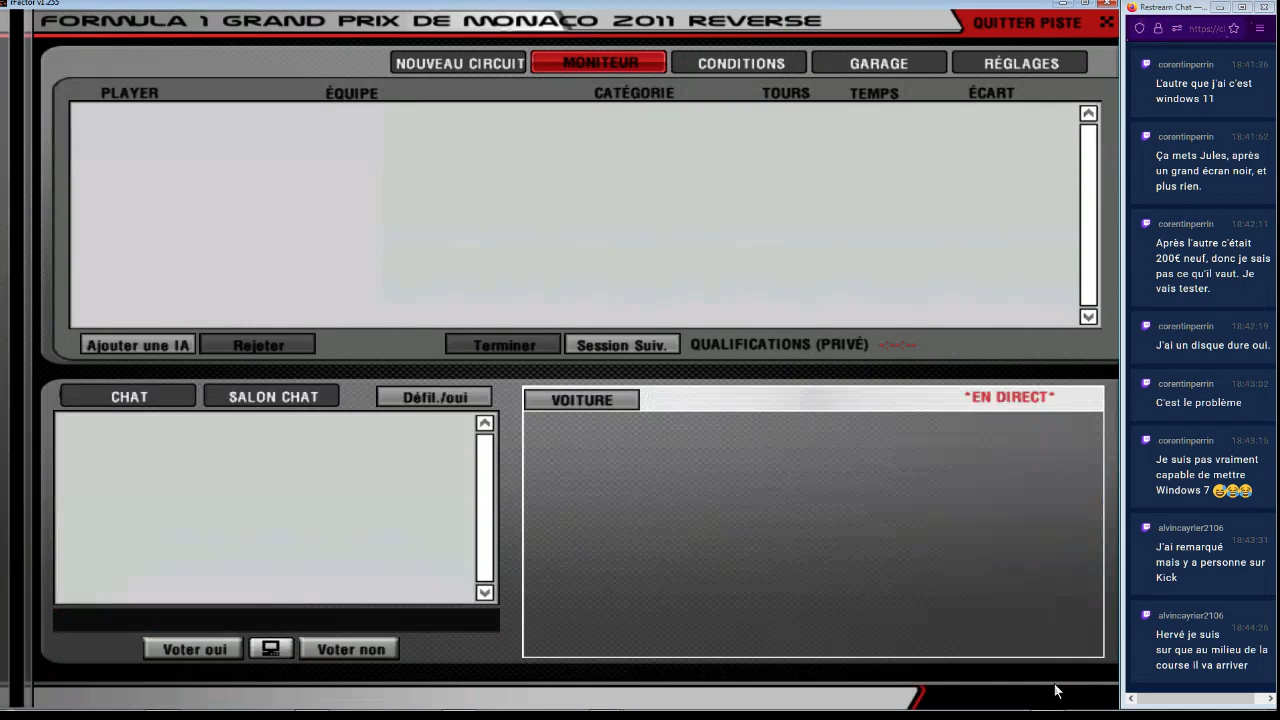 rFactor v1.255
FORMULA 1 GRAND PRIX DE MONACO 2011 REVERSE
QUITTER PISTE
NOUVEAU CIRCUIT
MONITEUR
CONDITIONS
GARAGE
RÉGLAGES
PLAYER
ÉQUIPE
CATÉGORIE
TOURS
TEMPS
ÉCART
Ajouter une IA
Rejeter
Terminer
Session Suiv.
QUALIFICATIONS (PRIVÉ) --:--.--
CHAT
SALON CHAT
Défil./oui
VOITURE
*EN DIRECT*
Voter oui
Voter non
Restream Chat —...
https://cl
corentinperrin 18:41:36
L'autre que j'ai c'est
windows 11
corentinperrin 18:41:52
Ça mets Jules, après
un grand écran noir, et
plus rien.
corentinperrin 18:42:11
Après l'autre c'était
200€ neuf, donc je sais
pas ce qu'il vaut. Je
vais tester.
corentinperrin 18:42:19
J'ai un disque dure oui.
corentinperrin 18:43:02
C'est le problème
corentinperrin 18:43:15
Je suis pas vraiment
capable de mettre
Windows 7 😅😂😂
alvincayrier2106
18:43:31
J'ai remarqué
mais y a personne sur
Kick
alvincayrier2106
18:44:26
Hervé je suis
sur que au milieu de la
course il va arriver